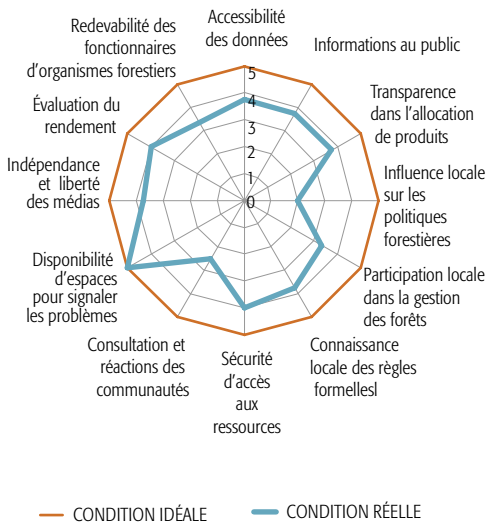 Accessibilité
des données
Informations au public
Transparence
dans l'allocation
de produits
Influence locale
sur les
politiques
forestières
Participation locale
dans la gestion
des forêts
Connaissance
locale des règles
formellesl
Sécurité
d'accès
aux
ressources
Consultation et
réactions des
communautés
Disponibilité
d'espaces
pour signaler
les problèmes
Indépendance
et liberté
des médias
Évaluation du
rendement
Redevabilité des
fonctionnaires
d'organismes forestiers
5
4
3
2
1
0
CONDITION IDÉALE
CONDITION RÉELLE